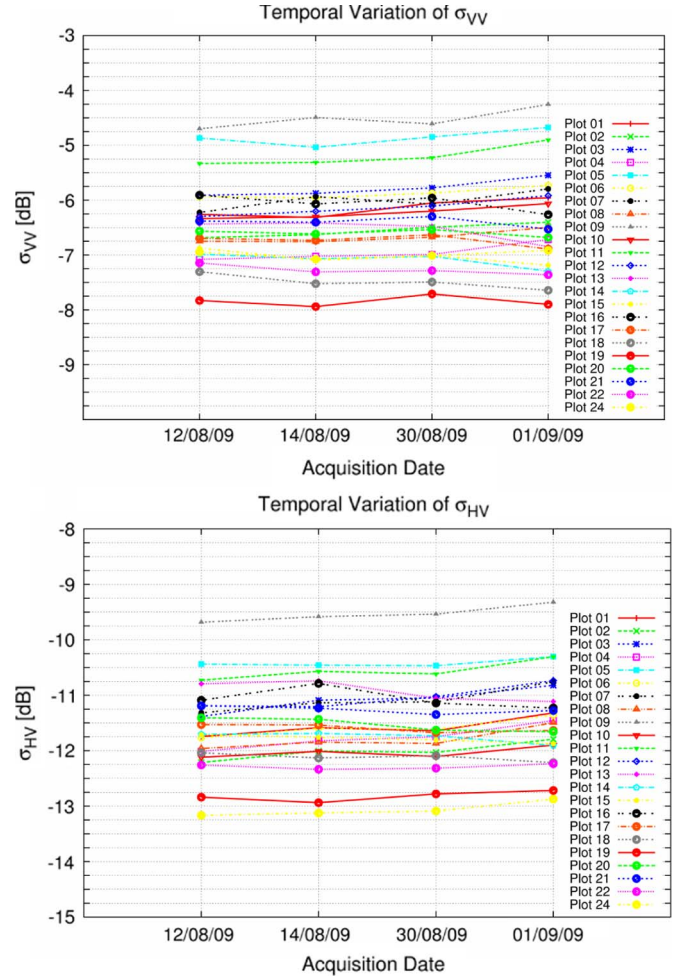 Temporal Variation of σVV
-3
-4
-5
-6
-7
-8
-9
σVV [dB]
Plot 01
Plot 02
Plot 03
Plot 04
Plot 05
Plot 06
Plot 07
Plot 08
Plot 09
Plot 10
Plot 11
Plot 12
Plot 13
Plot 14
Plot 15
Plot 16
Plot 17
Plot 18
Plot 19
Plot 20
Plot 21
Plot 22
Plot 24
12/08/09 14/08/09 30/08/09 01/09/09
Acquisition Date
Temporal Variation of σHV
-8
-9
-10
-11
-12
-13
-14
-15
σHV [dB]
Plot 01
Plot 02
Plot 03
Plot 04
Plot 05
Plot 06
Plot 07
Plot 08
Plot 09
Plot 10
Plot 11
Plot 12
Plot 13
Plot 14
Plot 15
Plot 16
Plot 17
Plot 18
Plot 19
Plot 20
Plot 21
Plot 22
Plot 24
12/08/09 14/08/09 30/08/09 01/09/09
Acquisition Date